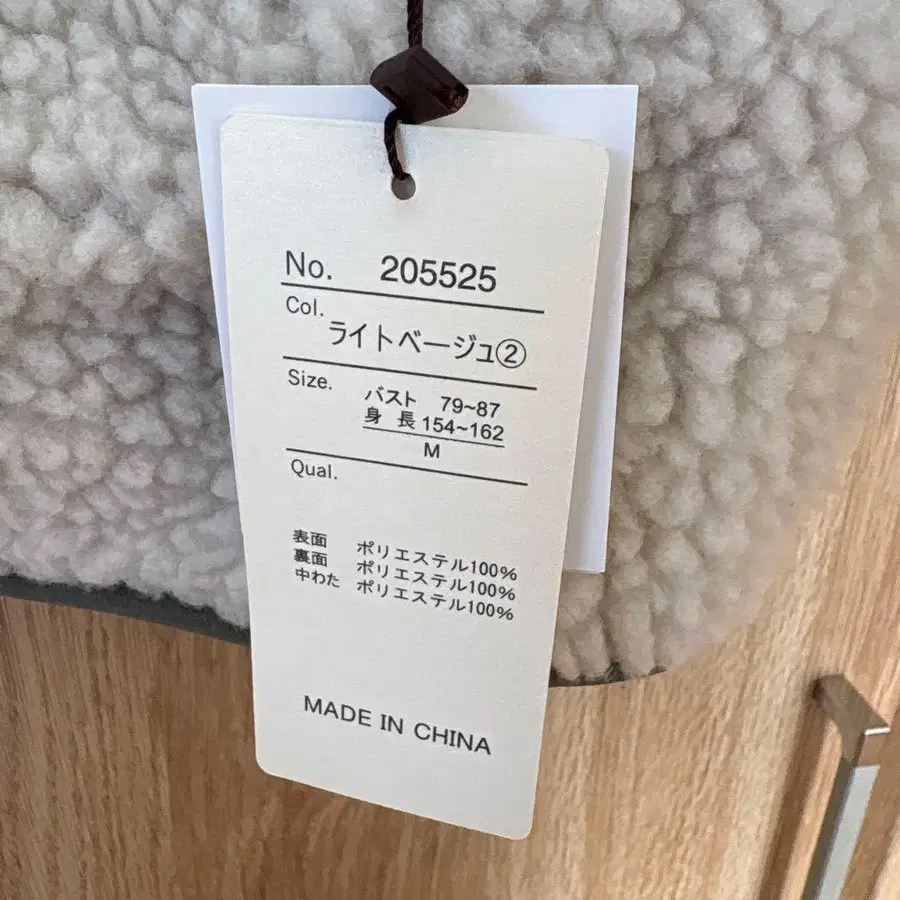 No. 205525
Col.
ライトベージュ②
Size.
バスト 79~87
身長 154~162
M
Qual.
表面 ポリエステル100%
裏面 ポリエステル100%
中わた ポリエステル100%
MADE IN CHINA